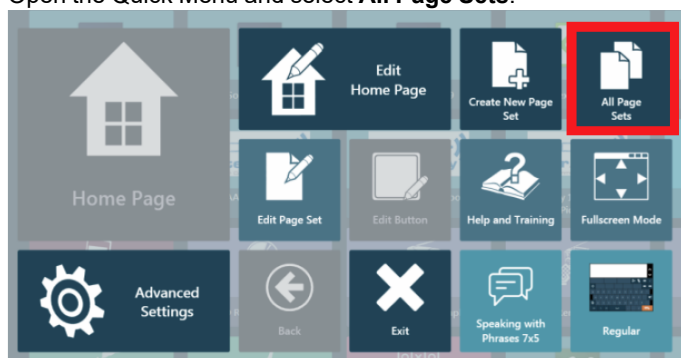 Open the Quick Menu and select All Page Sets.
Edit
Home Page
Create New Page
Set
All Page
Sets
Home Page
Edit Page Set
Edit Button
Help and Training
Fullscreen Mode
Advanced
Settings
Back
Exit
Speaking with
Phrases 7x5
Regular